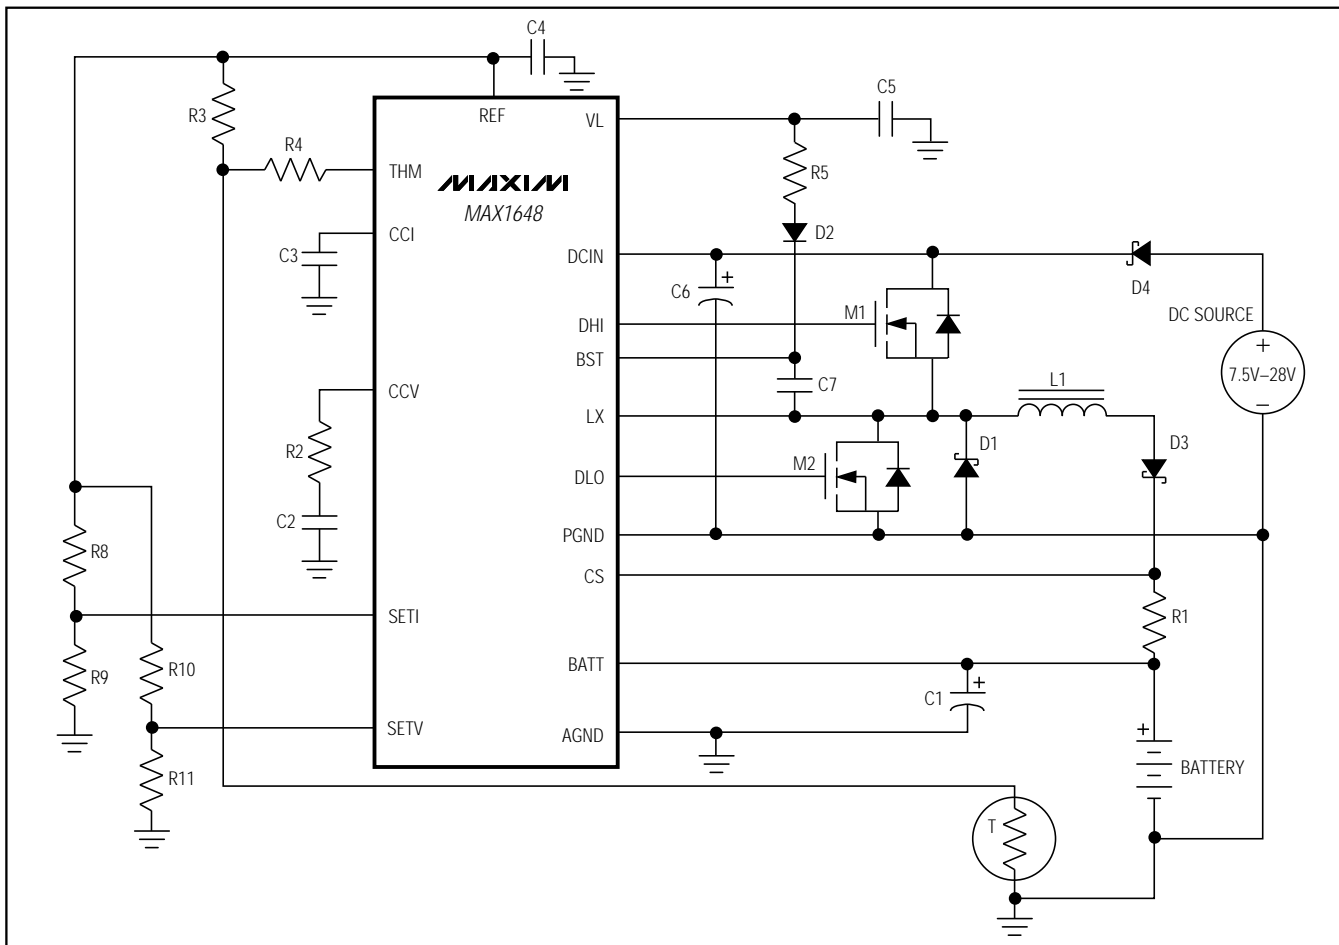 C4
C5
R3
REF
VL
R4
R5
THM
MAXIM
MAX1648
CCI
D2
C3
DCIN
D4
C6
+
M1
DC SOURCE
DHI
BST
+
7.5V–28V
–
C7
L1
CCV
LX
D1
D3
R2
M2
DLO
C2
PGND
R8
CS
SETI
R1
R9
R10
BATT
C1
+
SETV
AGND
+
R11
BATTERY
T